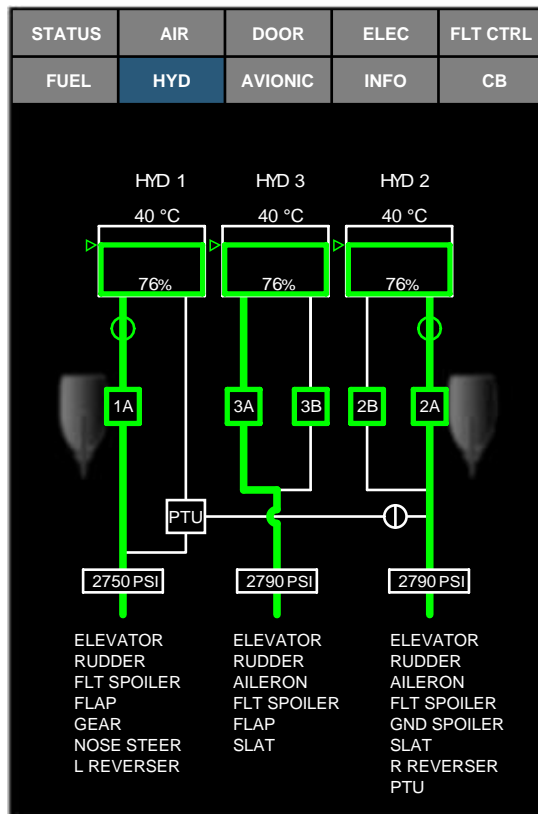 STATUS AIR DOOR ELEC FLT CTRL
FUEL HYD AVIONIC INFO CB
HYD 1 HYD 3 HYD 2
40 °C 40 °C 40 °C
76% 76% 76%
1A 3A 3B 2B 2A
PTU
2750 PSI 2790 PSI 2790 PSI
ELEVATOR ELEVATOR ELEVATOR
RUDDER RUDDER RUDDER
FLT SPOILER AILERON AILERON
FLAP FLT SPOILER FLT SPOILER
GEAR FLAP GND SPOILER
NOSE STEER SLAT SLAT
L REVERSER R REVERSER
PTU